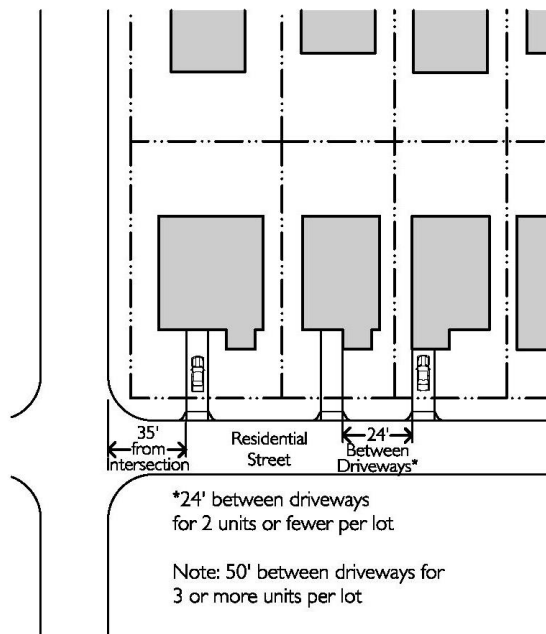 35'
from
Intersection
Residential
Street
24'
Between
Driveways*
*24' between driveways
for 2 units or fewer per lot
Note: 50' between driveways for
3 or more units per lot